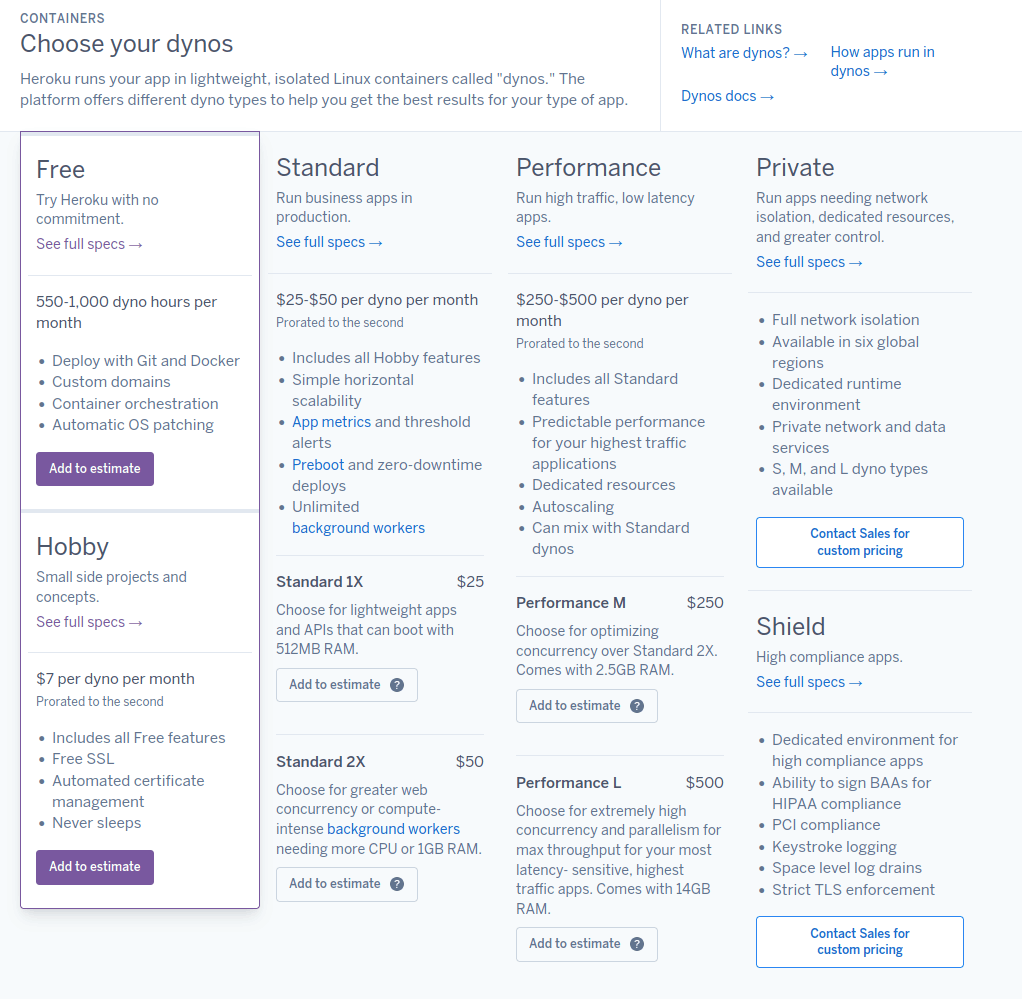 CONTAINERS
Choose your dynos
Heroku runs your app in lightweight, isolated Linux containers called "dynos." The
platform offers different dyno types to help you get the best results for your type of app.
RELATED LINKS
What are dynos? →
How apps run in
dynos →
Dynos docs →
Free
Try Heroku with no
commitment.
See full specs →
550-1,000 dyno hours per
month
• Deploy with Git and Docker
• Custom domains
• Container orchestration
• Automatic OS patching
Add to estimate
Hobby
Small side projects and
concepts.
See full specs →
$7 per dyno per month
Prorated to the second
• Includes all Free features
• Free SSL
• Automated certificate
management
• Never sleeps
Add to estimate
Standard
Run business apps in
production.
See full specs →
$25-$50 per dyno per month
Prorated to the second
• Includes all Hobby features
• Simple horizontal
scalability
• App metrics and threshold
alerts
• Preboot and zero-downtime
deploys
• Unlimited
background workers
Standard 1X $25
Choose for lightweight apps
and APIs that can boot with
512MB RAM.
Add to estimate ?
Standard 2X $50
Choose for greater web
concurrency or compute-
intense background workers
needing more CPU or 1GB RAM.
Add to estimate ?
Performance
Run high traffic, low latency
apps.
See full specs →
$250-$500 per dyno per
month
Prorated to the second
• Includes all Standard
features
• Predictable performance
for your highest traffic
applications
• Dedicated resources
• Autoscaling
• Can mix with Standard
dynos
Performance M $250
Choose for optimizing
concurrency over Standard 2X.
Comes with 2.5GB RAM.
Add to estimate ?
Performance L $500
Choose for extremely high
concurrency and parallelism for
max throughput for your most
latency- sensitive, highest
traffic apps. Comes with 14GB
RAM.
Add to estimate ?
Private
Run apps needing network
isolation, dedicated resources,
and greater control.
See full specs →
• Full network isolation
• Available in six global
regions
• Dedicated runtime
environment
• Private network and data
services
• S, M, and L dyno types
available
Contact Sales for
custom pricing
Shield
High compliance apps.
See full specs →
• Dedicated environment for
high compliance apps
• Ability to sign BAAs for
HIPAA compliance
• PCI compliance
• Keystroke logging
• Space level log drains
• Strict TLS enforcement
Contact Sales for
custom pricing